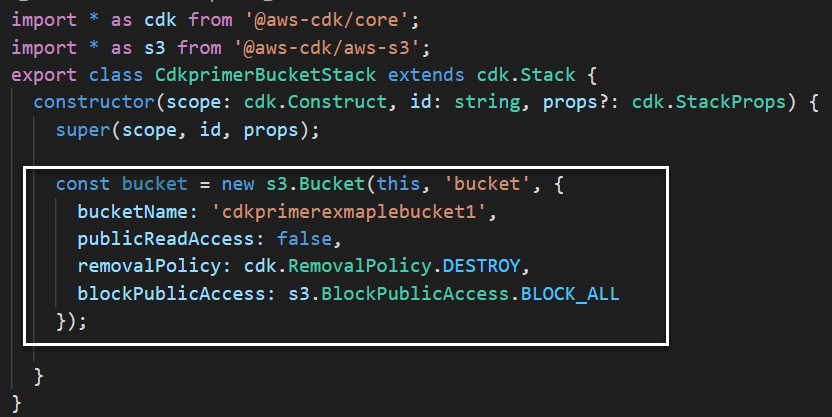 import * as cdk from '@aws-cdk/core';
import * as s3 from '@aws-cdk/aws-s3';
export class CdkprimerBucketStack extends cdk.Stack {
  constructor(scope: cdk.Construct, id: string, props?: cdk.StackProps) {
    super(scope, id, props);
    const bucket = new s3.Bucket(this, 'bucket', {
      bucketName: 'cdkprimerexmaplebucket1',
      publicReadAccess: false,
      removalPolicy: cdk.RemovalPolicy.DESTROY,
      blockPublicAccess: s3.BlockPublicAccess.BLOCK_ALL
    });
  }
}